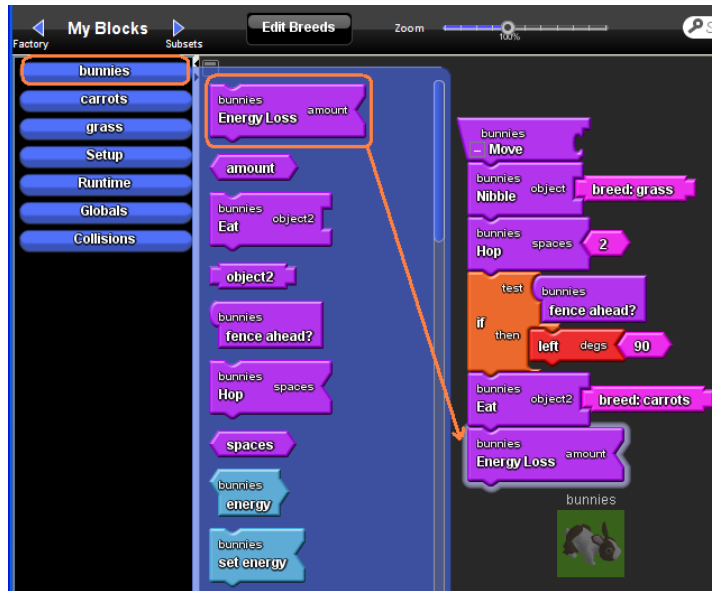 My Blocks
Factory
Subsets
Edit Breeds
Zoom
100%
S
bunnies
carrots
grass
Setup
Runtime
Globals
Collisions
bunnies
Energy Loss amount
amount
bunnies
Eat object2
object2
bunnies
fence ahead?
bunnies
Hop spaces
spaces
bunnies
energy
bunnies
set energy
bunnies
Move
bunnies
Nibble object breed: grass
bunnies
Hop spaces 2
test bunnies
fence ahead?
if
then left degs 90
bunnies
Eat object2 breed: carrots
bunnies
Energy Loss amount
bunnies